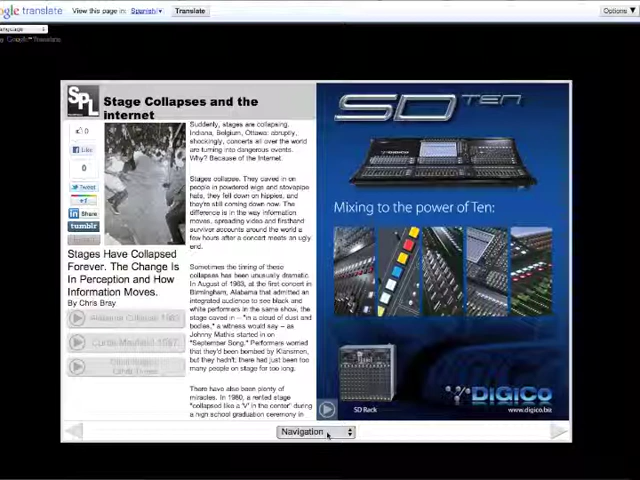 ogle translate View this page in: Spanish Translate Options
SPL
Stage Collapses and the
internet
0
Like
0
Tweet
+1
Share
tumblr
Stages Have Collapsed
Forever. The Change Is
In Perception and How
Information Moves.
By Chris Bray
Alabama Collapse 1963
Curtis Mayfield 1987
Suddenly, stages are collapsing.
Indiana, Belgium, Ottawa: abruptly,
shockingly, concerts all over the world
are turning into dangerous events.
Why? Because of the Internet.
Stages collapse. They caved in on
people in powdered wigs and stovepipe
hats, they fell down on hippies, and
they're still coming down now. The
difference is in the way information
moves, spreading video and firsthand
survivor accounts around the world a
few hours after a concert meets an ugly
end.
Sometimes the timing of these
collapses has been unusually dramatic.
In August of 1963, at the first concert in
Birmingham, Alabama that admitted an
integrated audience to see black and
white performers in the same show, the
stage caved in -- "in a cloud of dust and
bodies," a witness would say -- as
Johnny Mathis started in on
"September Song." Performers worried
that they'd been bombed by Klansmen,
but they hadn't: there had just been too
many people on stage for too long.
There have also been plenty of
miracles. In 1980, a rented stage
"collapsed like a 'V' in the center" during
a high school graduation ceremony in
SD TEN
Mixing to the power of Ten:
SD Rack
DIGICO
www.digico.biz
Navigation